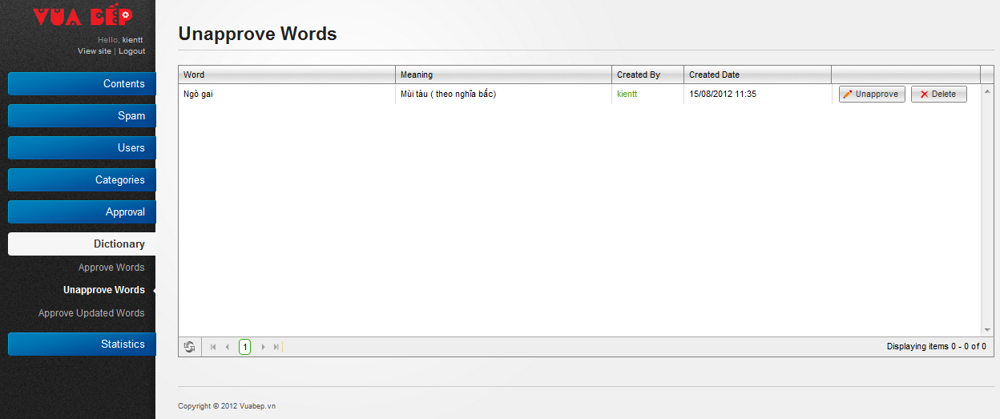 VUA BẾP
Hello, kientt
View site | Logout
Contents
Spam
Users
Categories
Approval
Dictionary
Approve Words
Unapprove Words
Approve Updated Words
Statistics
Unapprove Words
Word Meaning Created By Created Date
Ngò gai Mùi tàu ( theo nghĩa bắc) kientt 15/08/2012 11:35 Unapprove Delete
1 Displaying items 0 - 0 of 0
Copyright © 2012 Vuabep.vn